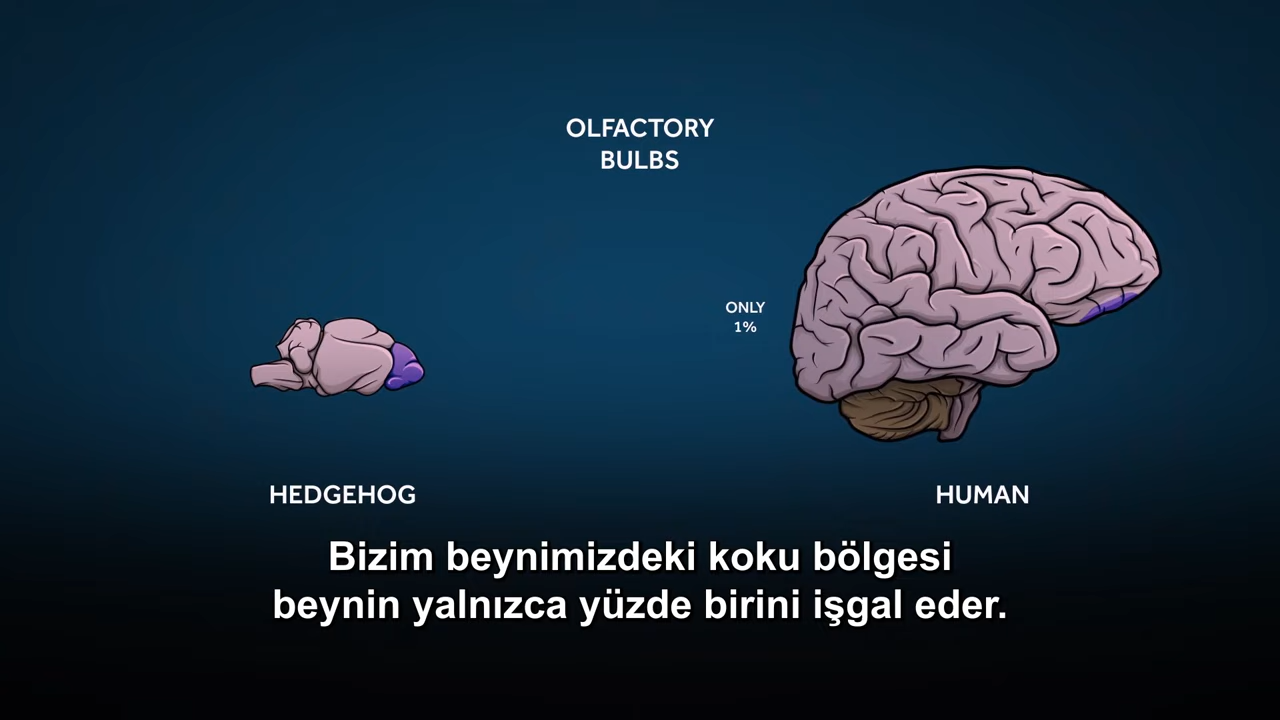 OLFACTORY
BULBS
ONLY
1%
HEDGEHOG
HUMAN
Bizim beynimizdeki koku bölgesi
beynin yalnızca yüzde birini işgal eder.